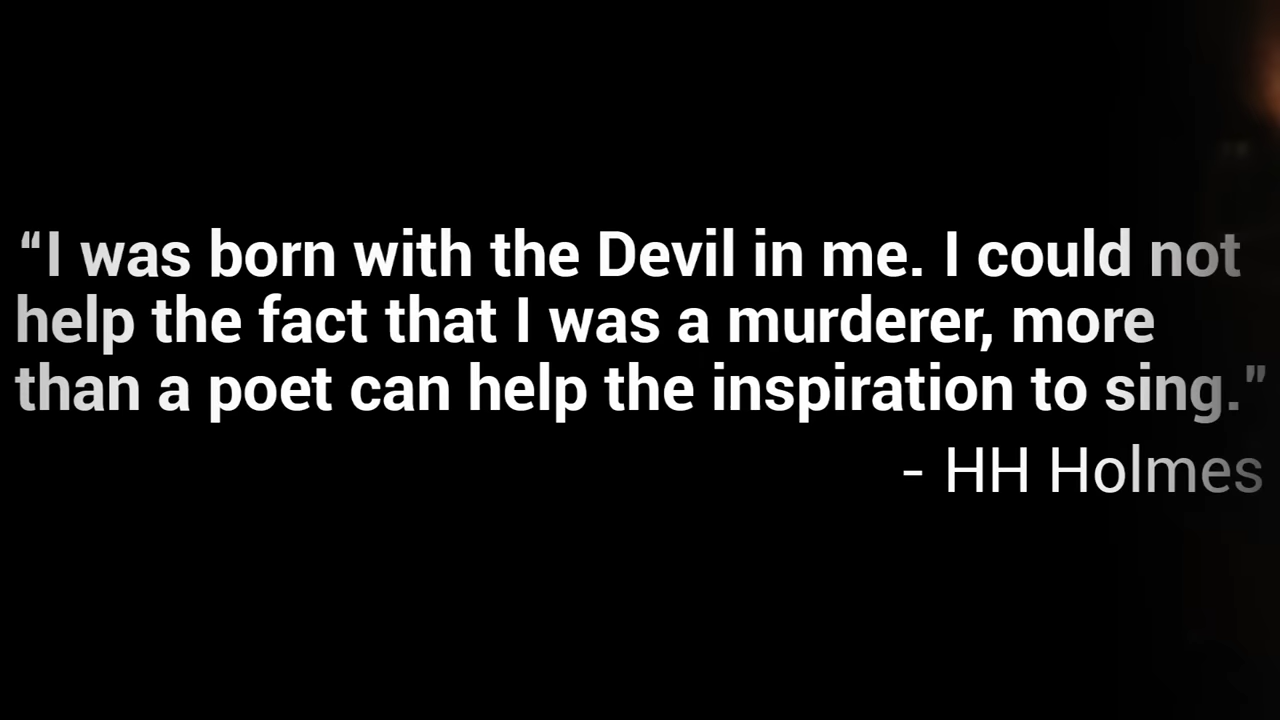 “I was born with the Devil in me. I could not
help the fact that I was a murderer, more
than a poet can help the inspiration to sing.”
- HH Holmes